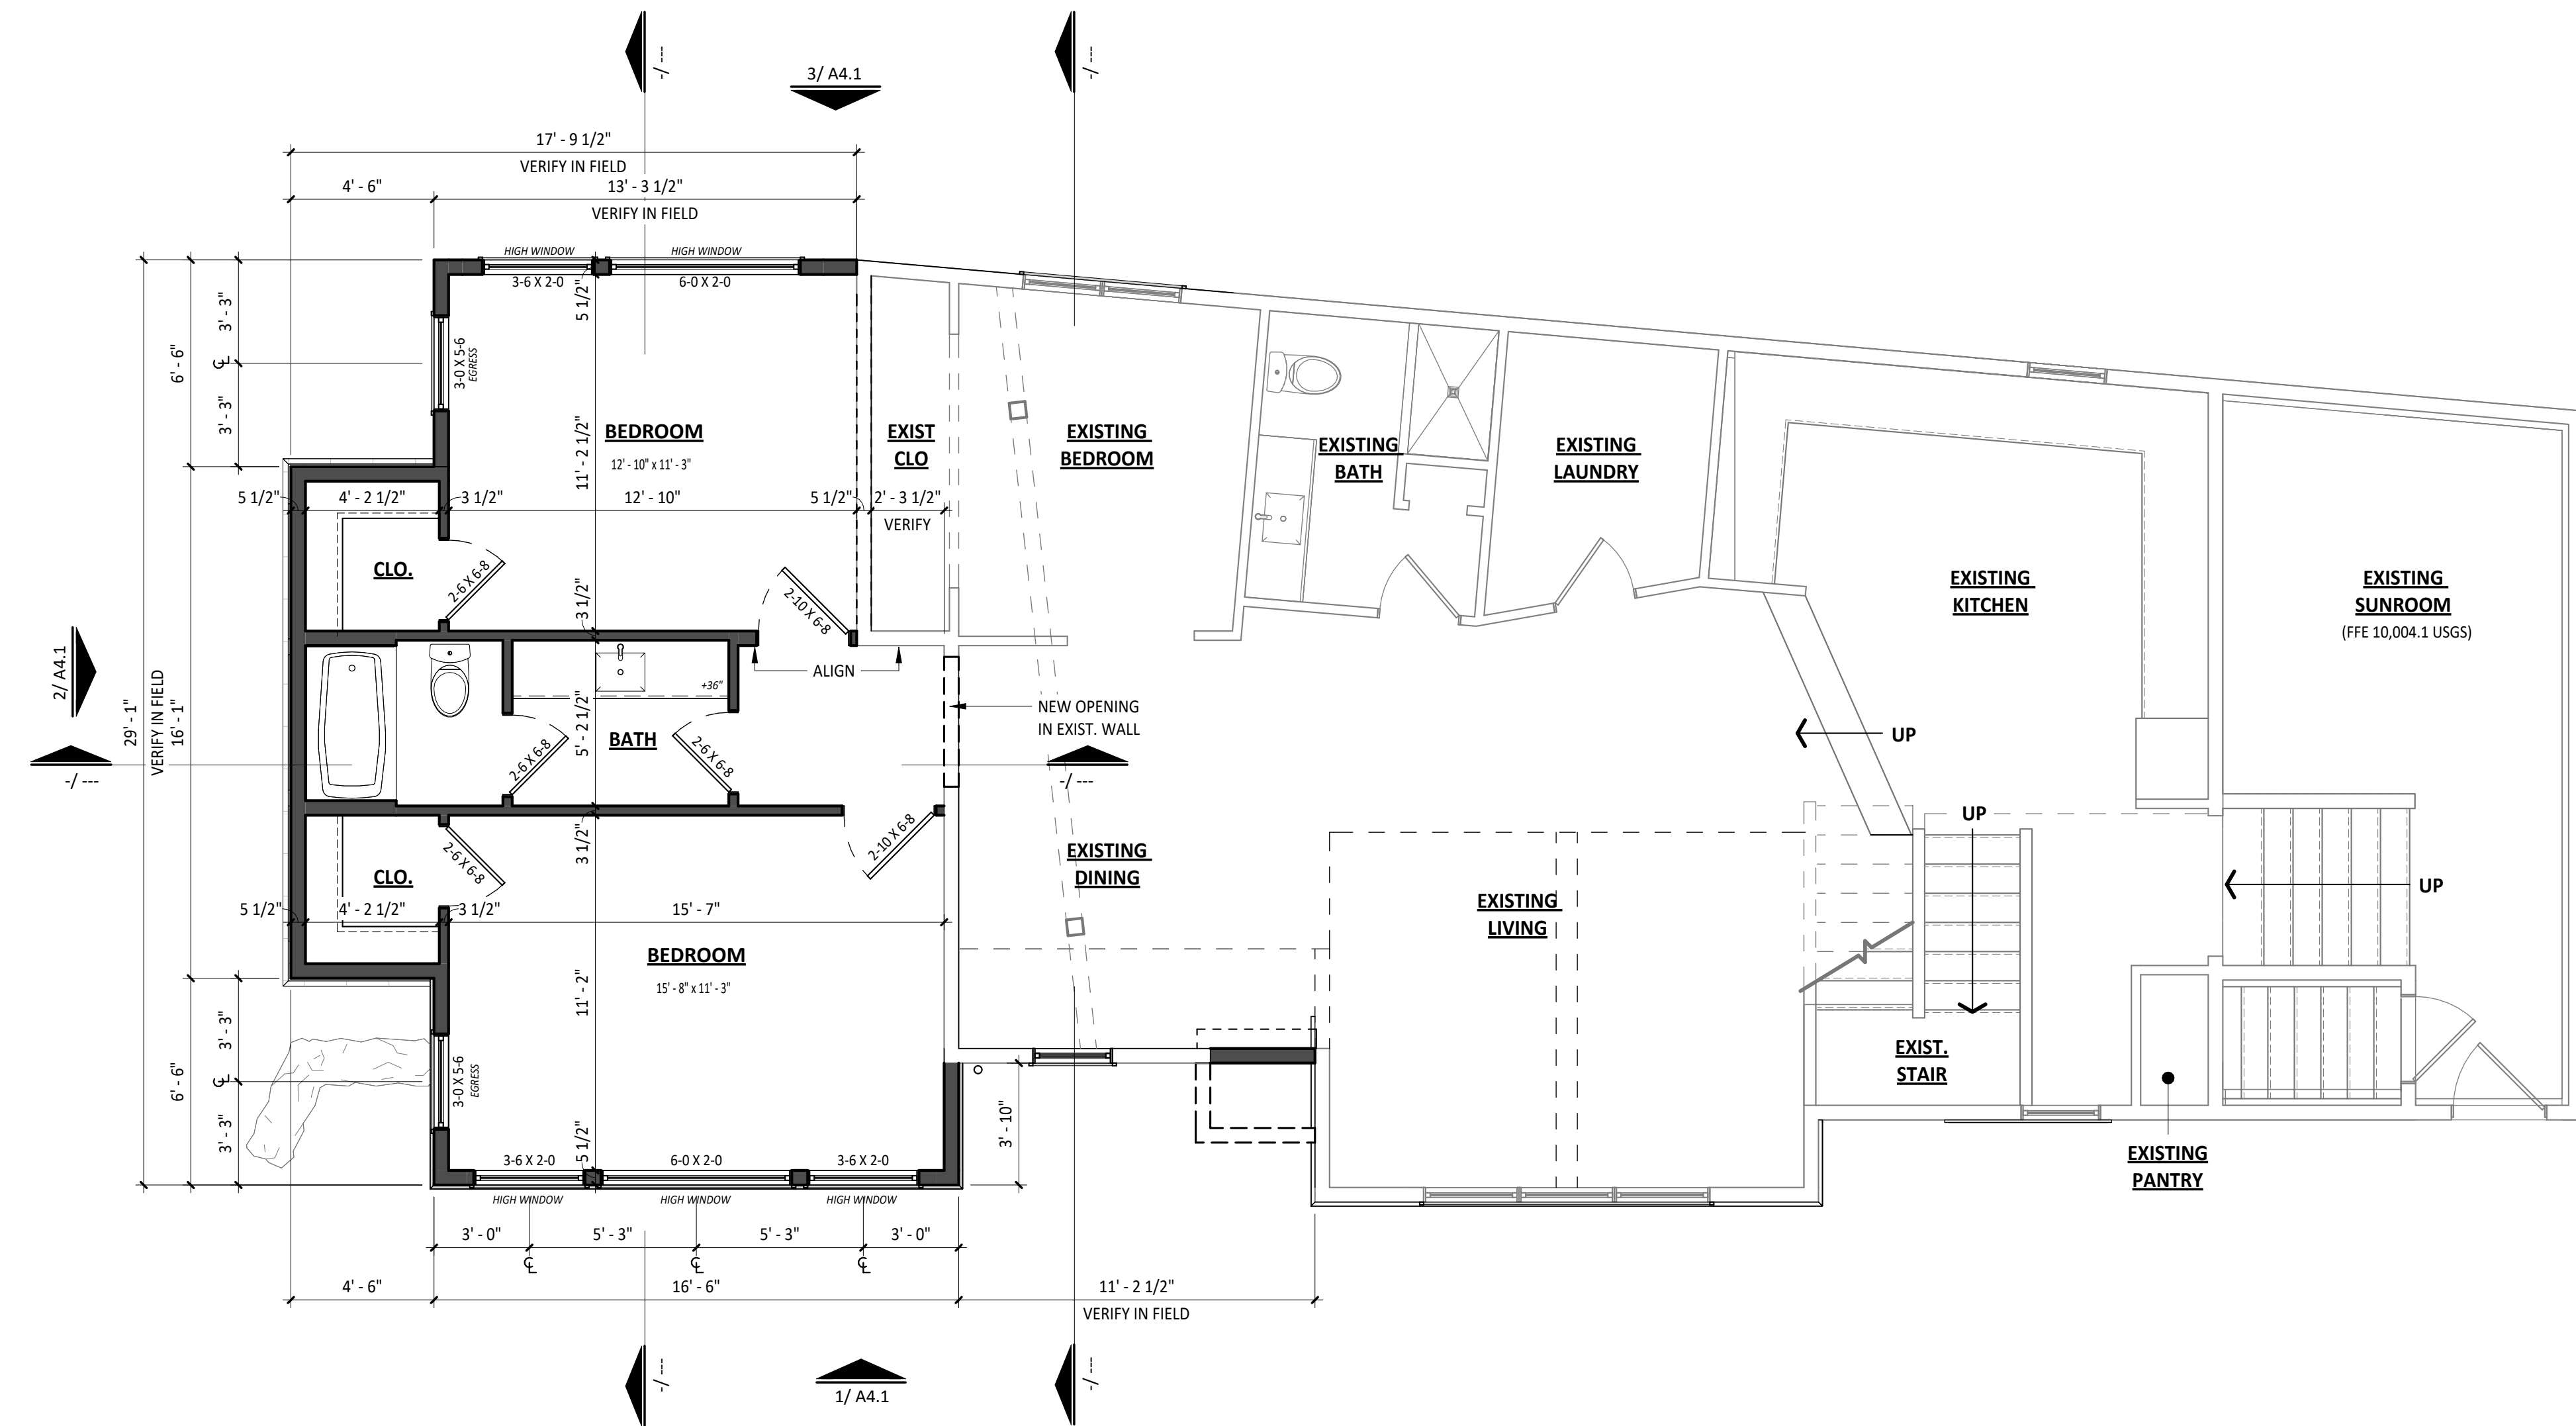 -/ ---
-/ ---
3/ A4.1
17' - 9 1/2"
VERIFY IN FIELD
4' - 6"
13' - 3 1/2"
VERIFY IN FIELD
HIGH WINDOW
HIGH WINDOW
3-6 X 2-0
6-0 X 2-0
5 1/2"
3' - 3"
6' - 6"
3' - 3"
3-0 X 5-6
EGRESS
BEDROOM
12' - 10" x 11' - 3"
11' - 2 1/2"
EXIST
CLO
EXISTING
BEDROOM
EXISTING
BATH
EXISTING
LAUNDRY
5 1/2"
4' - 2 1/2"
3 1/2"
12' - 10"
5 1/2"
2' - 3 1/2"
VERIFY
CLO.
2-6 X 6-8
3 1/2"
2-10 X 6-8
EXISTING
KITCHEN
EXISTING
SUNROOM
(FFE 10,004.1 USGS)
2/ A4.1
29' - 1"
VERIFY IN FIELD
16' - 1"
ALIGN
+36"
NEW OPENING
IN EXIST. WALL
5' - 2 1/2"
BATH
2-6 X 6-8
2-6 X 6-8
UP
-/ ---
-/ ---
UP
3 1/2"
2-10 X 6-8
2-6 X 6-8
CLO.
EXISTING
DINING
UP
EXISTING
LIVING
5 1/2"
4' - 2 1/2"
3 1/2"
15' - 7"
BEDROOM
15' - 8" x 11' - 3"
11' - 2"
3' - 3"
6' - 6"
3' - 3"
3-0 X 5-6
EGRESS
EXIST.
STAIR
3' - 10"
5 1/2"
3-6 X 2-0
6-0 X 2-0
3-6 X 2-0
HIGH WINDOW
HIGH WINDOW
HIGH WINDOW
EXISTING
PANTRY
3' - 0"
5' - 3"
5' - 3"
3' - 0"
4' - 6"
16' - 6"
11' - 2 1/2"
VERIFY IN FIELD
-/ ---
1/ A4.1
-/ ---